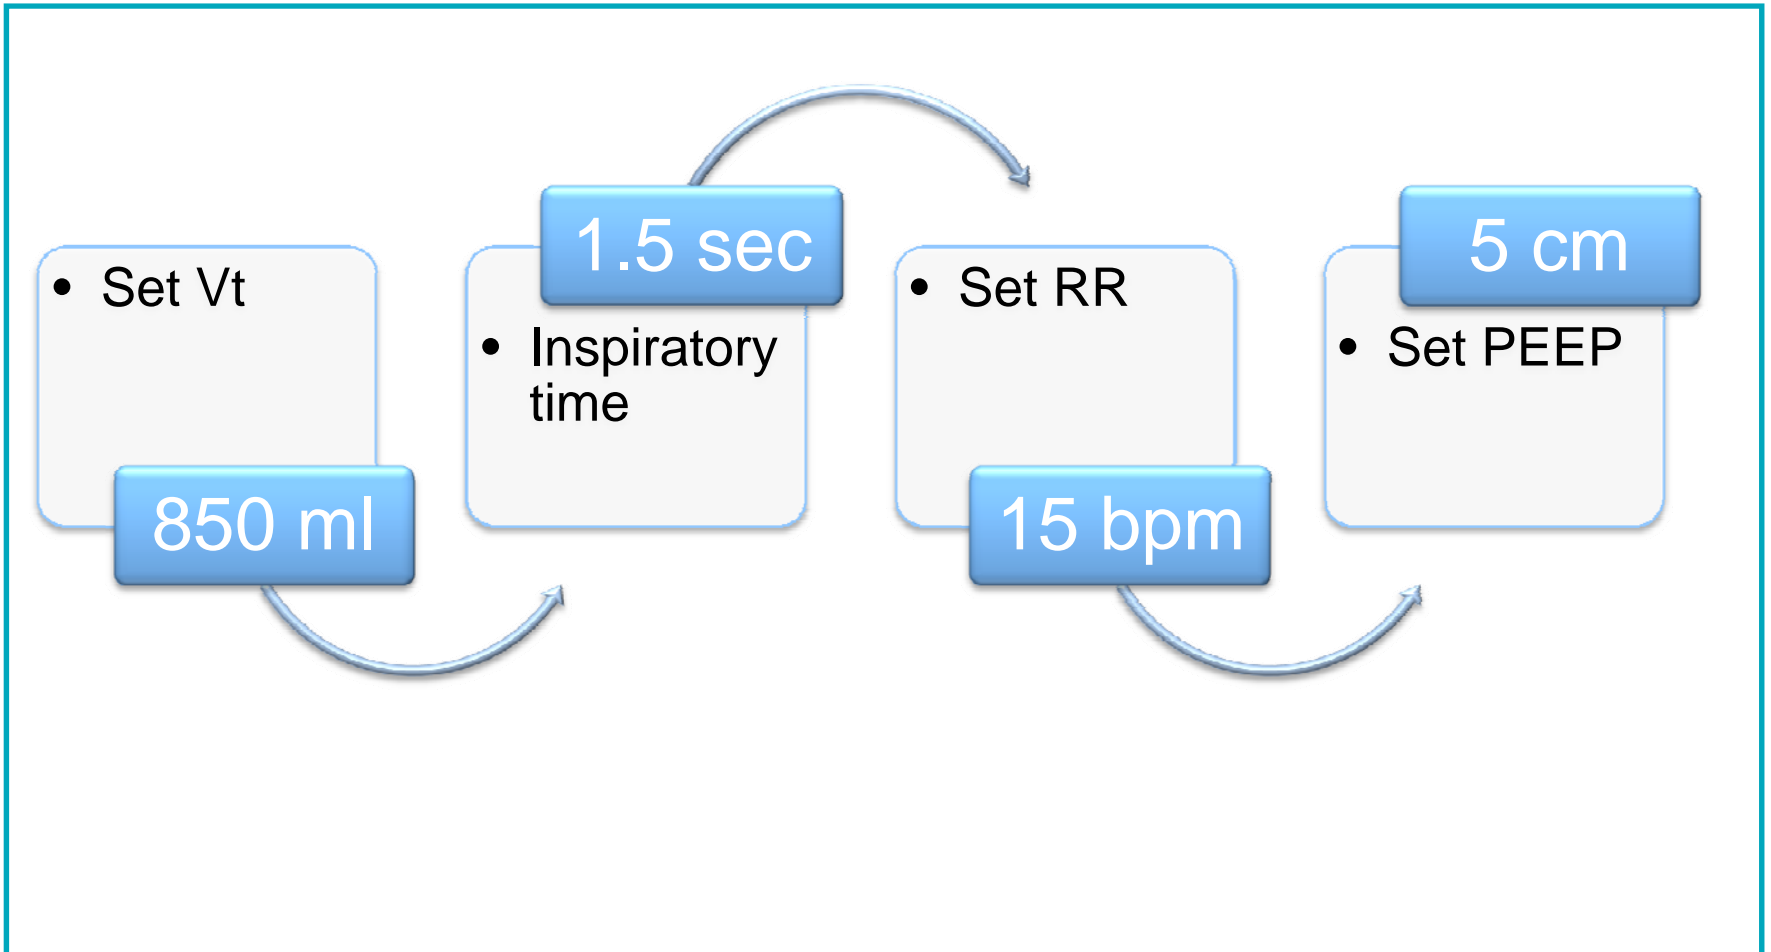 • Set Vt
850 ml
1.5 sec
• Inspiratory
time
• Set RR
15 bpm
5 cm
• Set PEEP